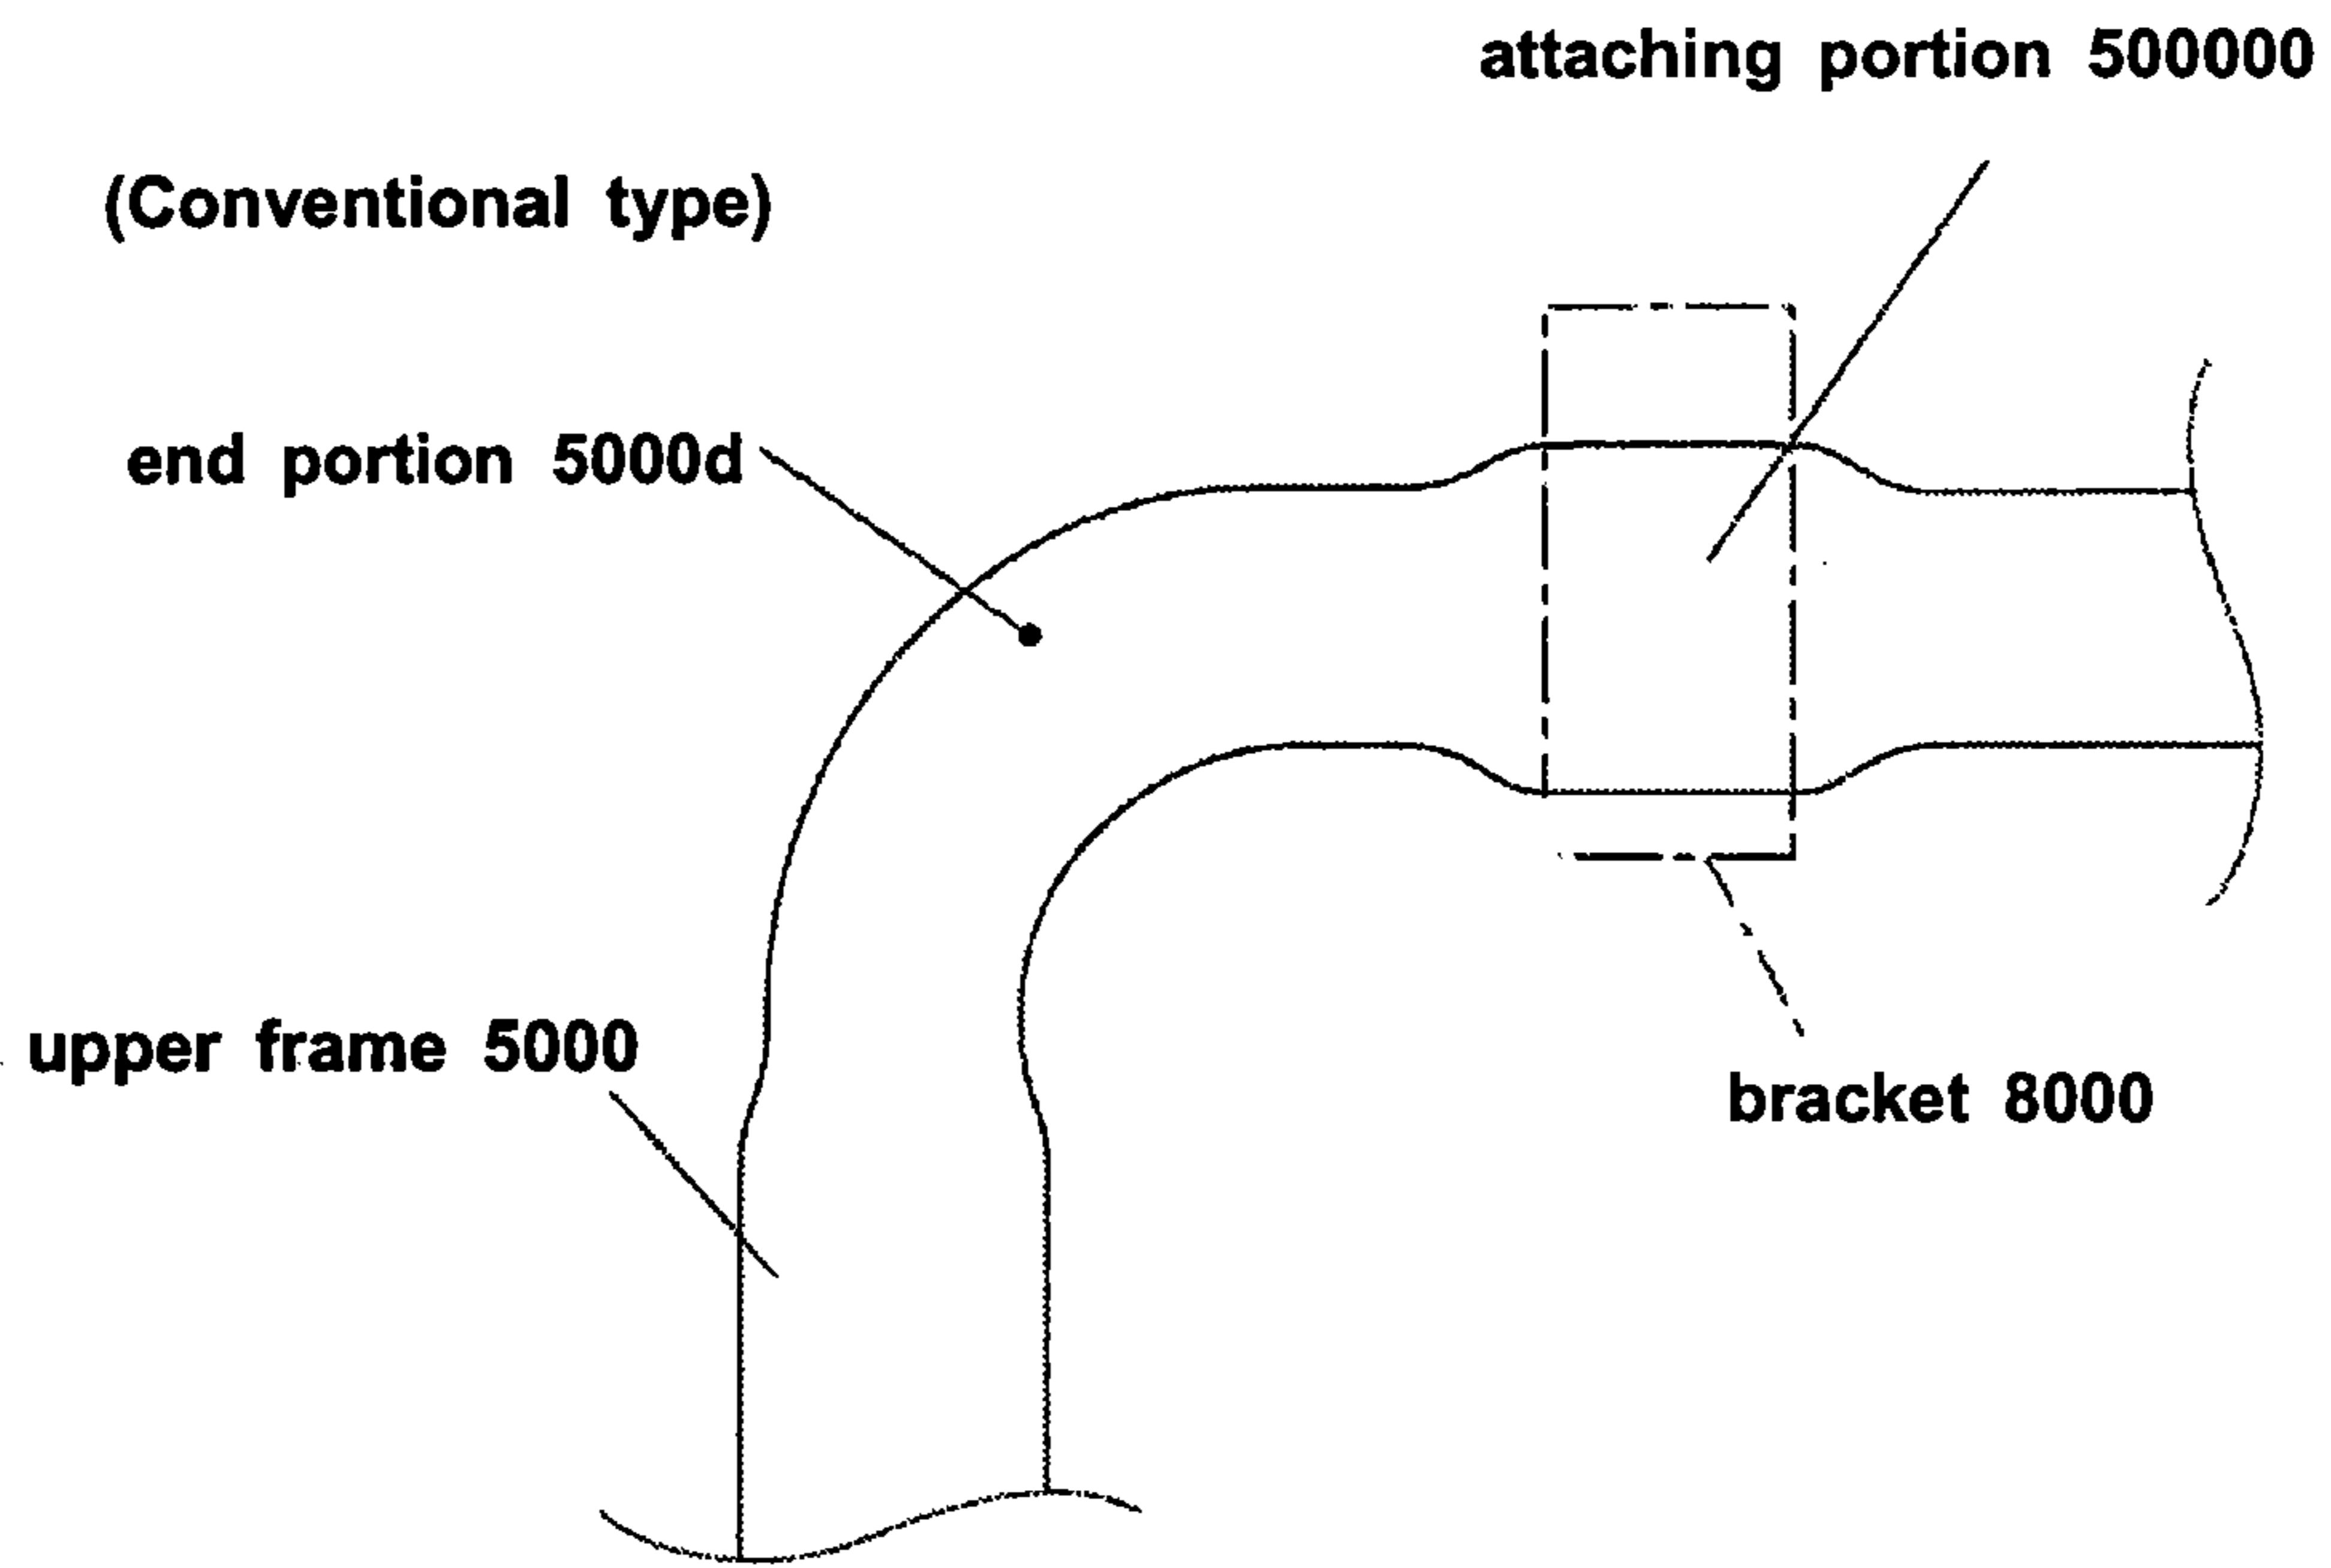 attaching portion 500000
(Conventional type)
end portion 5000d
upper frame 5000
bracket 8000